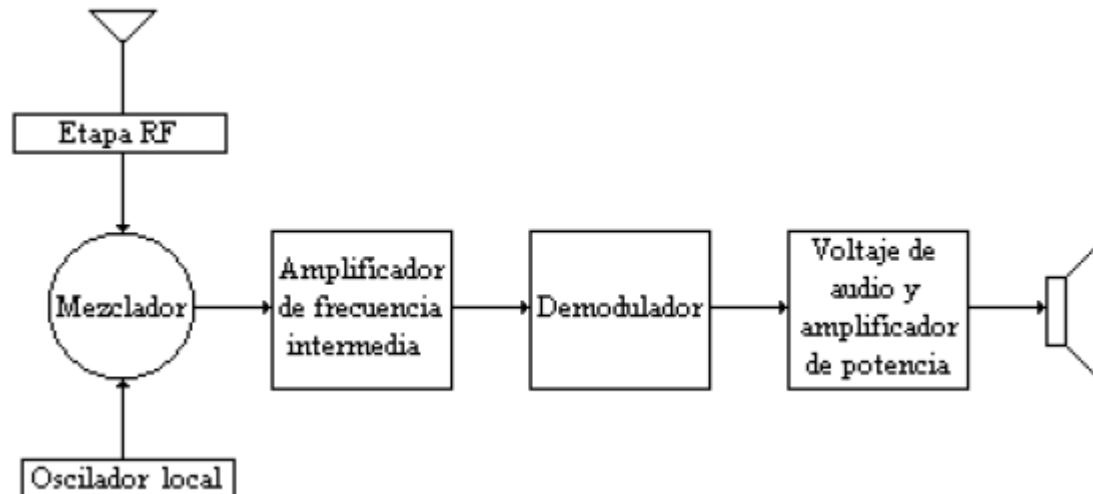 Etapa RF
Mezclador
Oscilador local
Amplificador
de frecuencia
intermedia
Demodulador
Voltaje de
audio y
amplificador
de potencia